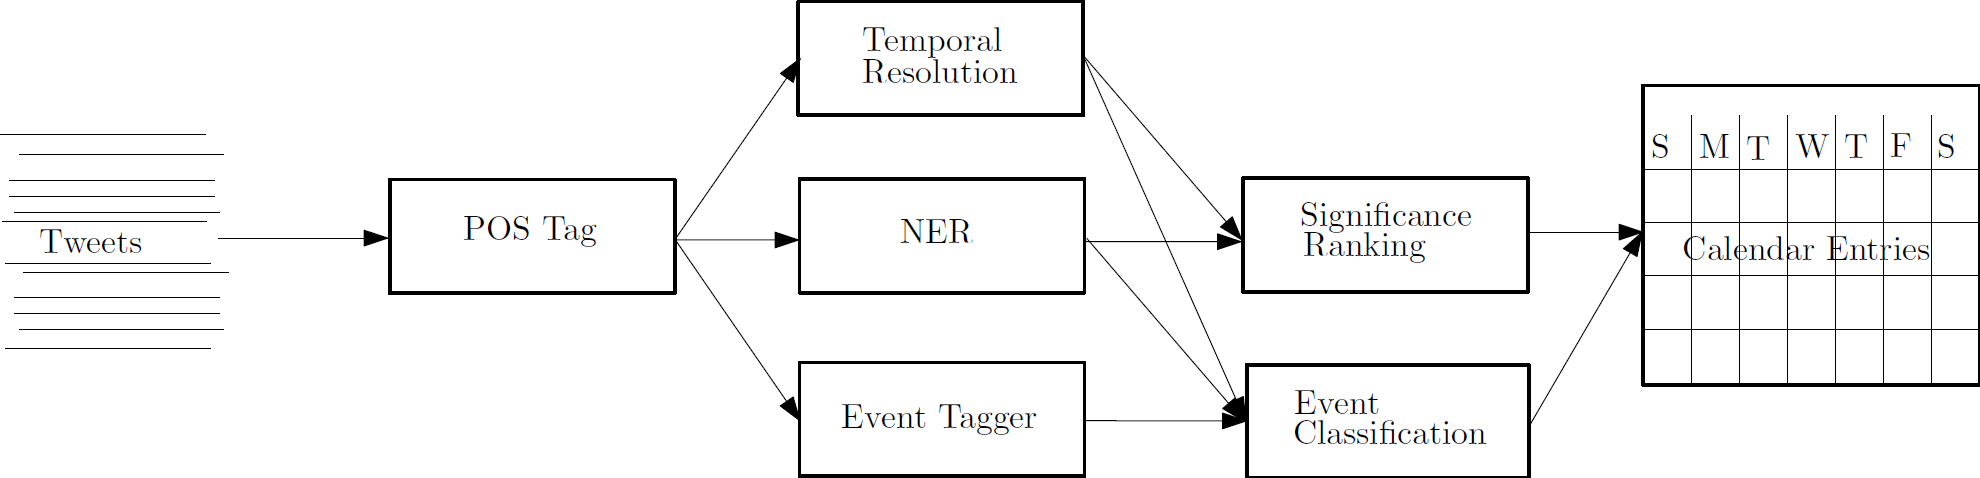 Tweets
POS Tag
Temporal
Resolution
NER
Event Tagger
Significance
Ranking
Event
Classification
S M T W T F S
Calendar Entries